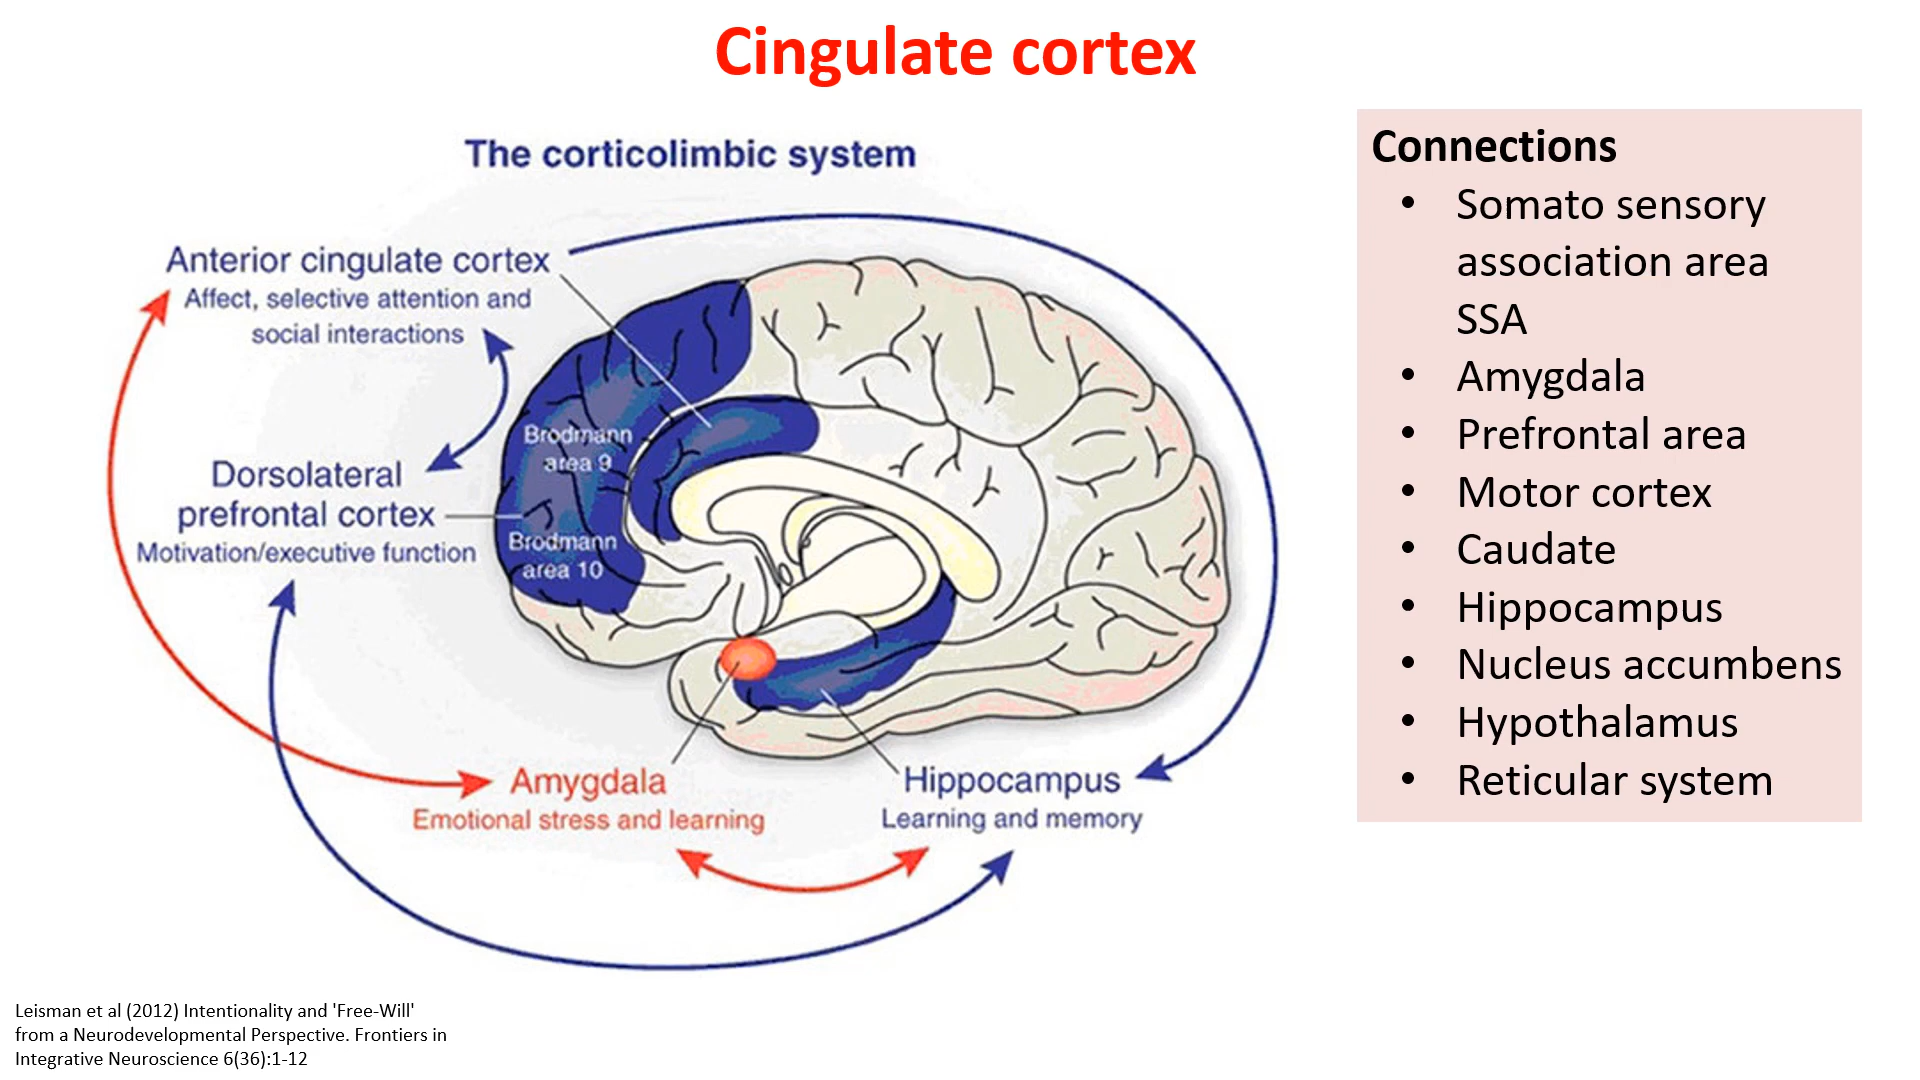 Cingulate cortex
The corticolimbic system
Anterior cingulate cortex
Affect, selective attention and
social interactions
Dorsolateral
prefrontal cortex
Motivation/executive function
Brodmann
area 9
Brodmann
area 10
Amygdala
Emotional stress and learning
Hippocampus
Learning and memory
Connections
• Somato sensory
association area
SSA
• Amygdala
• Prefrontal area
• Motor cortex
• Caudate
• Hippocampus
• Nucleus accumbens
• Hypothalamus
• Reticular system
Leisman et al (2012) Intentionality and 'Free-Will'
from a Neurodevelopmental Perspective. Frontiers in
Integrative Neuroscience 6(36):1-12